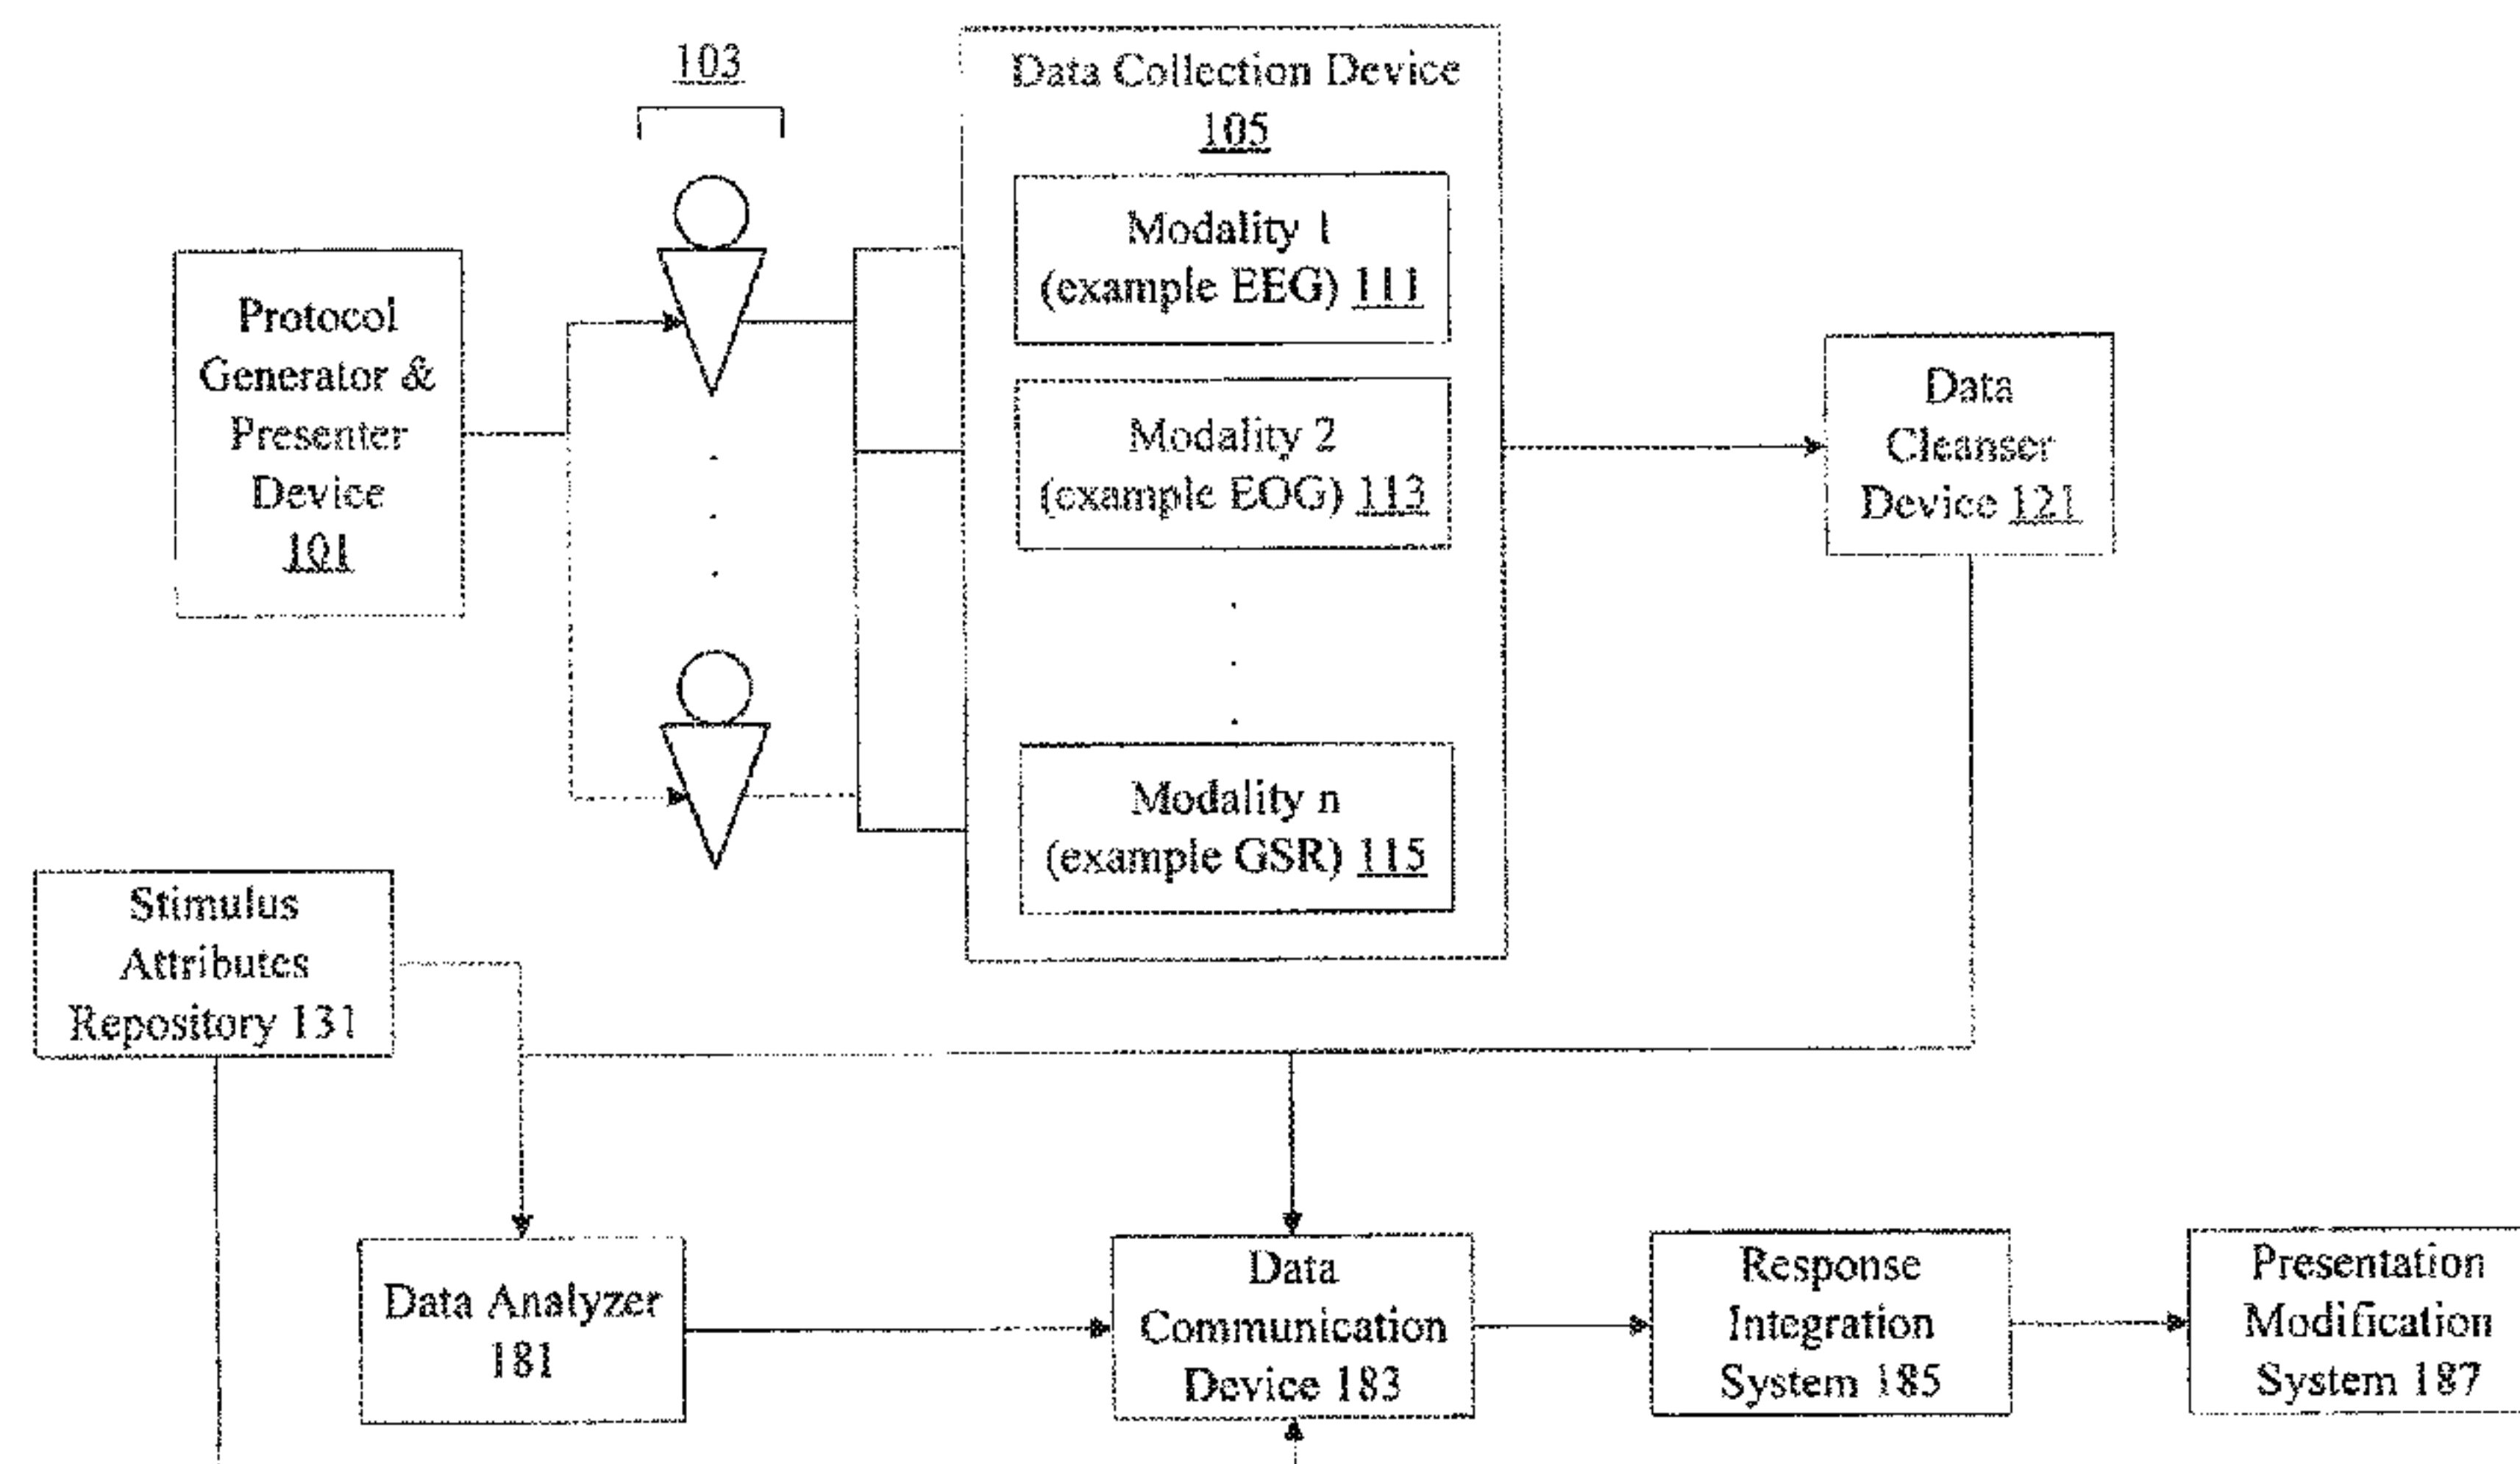 103
Data Collection Device
105
Modality 1
(example EEG) 111
Protocol
Generator &
Presenter
Device
101
Modality 2
(example EOG) 113
Data
Cleanser
Device 121
Modality n
(example GSR) 115
Stimulus
Attributes
Repository 131
Data Analyzer
181
Data
Communication
Device 183
Response
Integration
System 185
Presentation
Modification
System 187